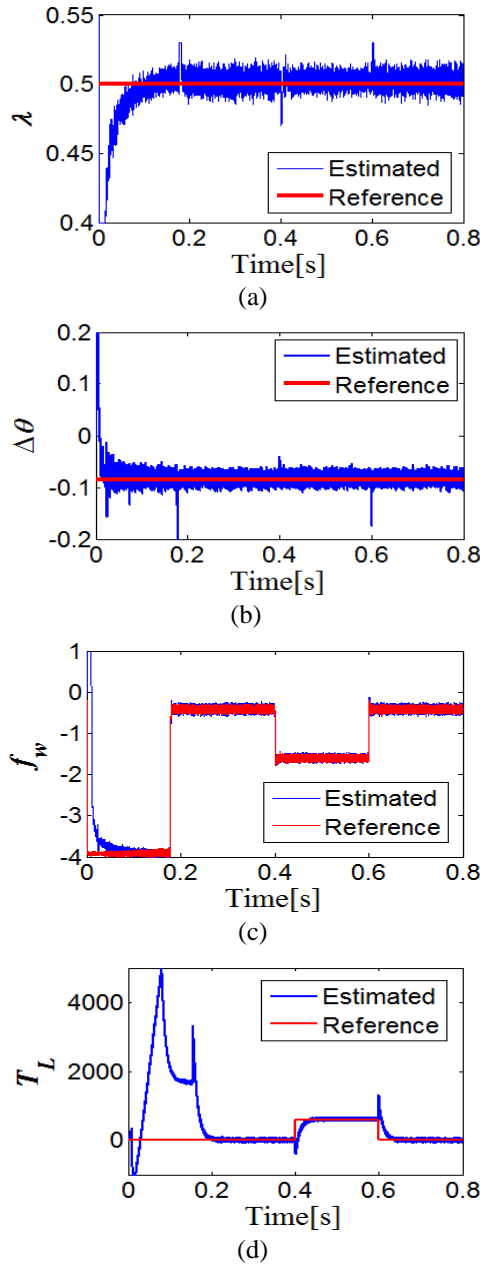 0.55
0.5
0.45
0.4
λ
Estimated
Reference
0 0.2 0.4 0.6 0.8
Time[s]
(a)
0.2
0.1
0
-0.1
-0.2
Δθ
Estimated
Reference
0 0.2 0.4 0.6 0.8
Time[s]
(b)
1
0
-1
-2
-3
-4
f_w
Estimated
Reference
0 0.2 0.4 0.6 0.8
Time[s]
(c)
4000
2000
0
T_L
Estimated
Reference
0 0.2 0.4 0.6 0.8
Time[s]
(d)